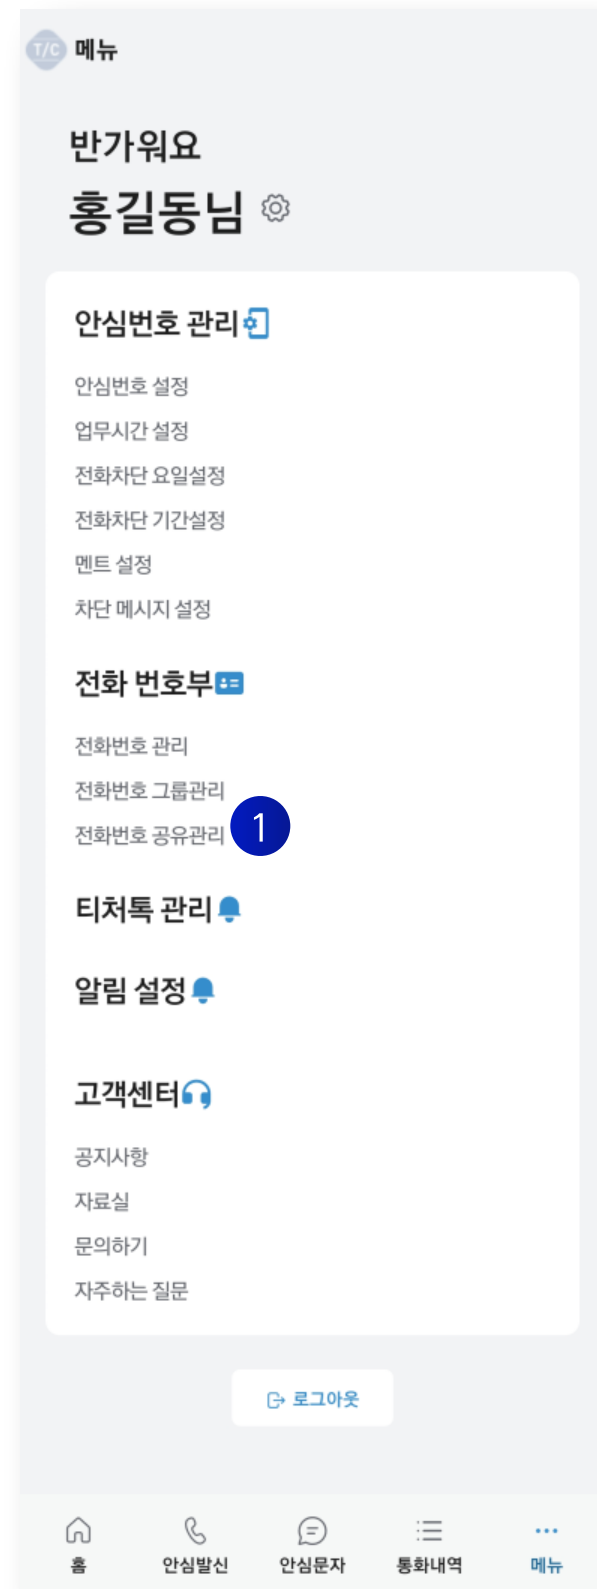 T/C 메뉴
반가워요
홍길동님
안심번호 관리
안심번호 설정
업무시간 설정
전화차단 요일설정
전화차단 기간설정
멘트 설정
차단 메시지 설정
전화 번호부
전화번호 관리
전화번호 그룹관리
전화번호 공유관리 1
티처톡 관리
알림 설정
고객센터
공지사항
자료실
문의하기
자주하는 질문
로그아웃
홈 안심발신 안심문자 통화내역 메뉴